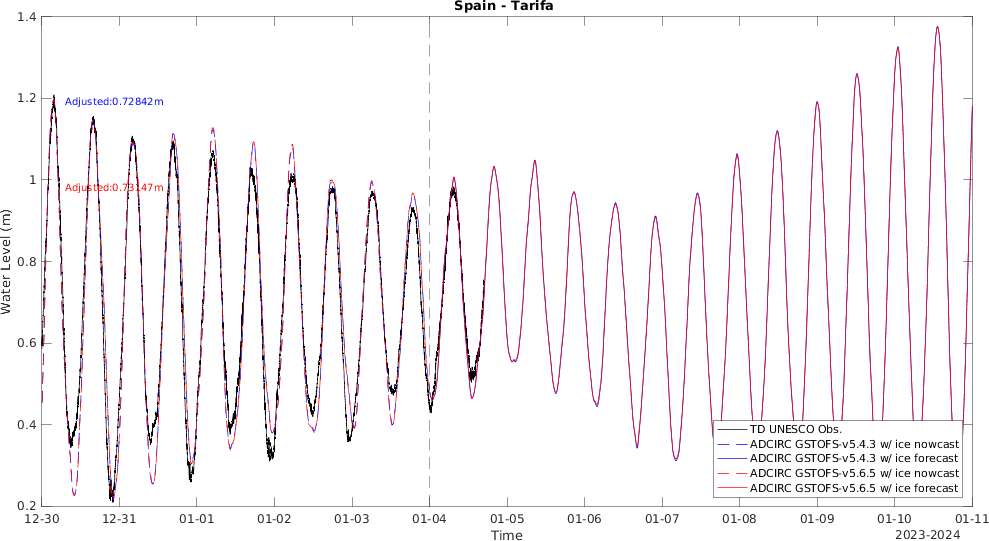 Spain - Tarifa
1.4
1.2
1
0.8
0.6
0.4
0.2
Water Level (m)
Adjusted:0.72842m
Adjusted:0.73147m
TD UNESCO Obs.
ADCIRC GSTOFS-v5.4.3 w/ ice nowcast
ADCIRC GSTOFS-v5.4.3 w/ ice forecast
ADCIRC GSTOFS-v5.6.5 w/ ice nowcast
ADCIRC GSTOFS-v5.6.5 w/ ice forecast
12-30 12-31 01-01 01-02 01-03 01-04 01-05 01-06 01-07 01-08 01-09 01-10 01-11
Time
2023-2024